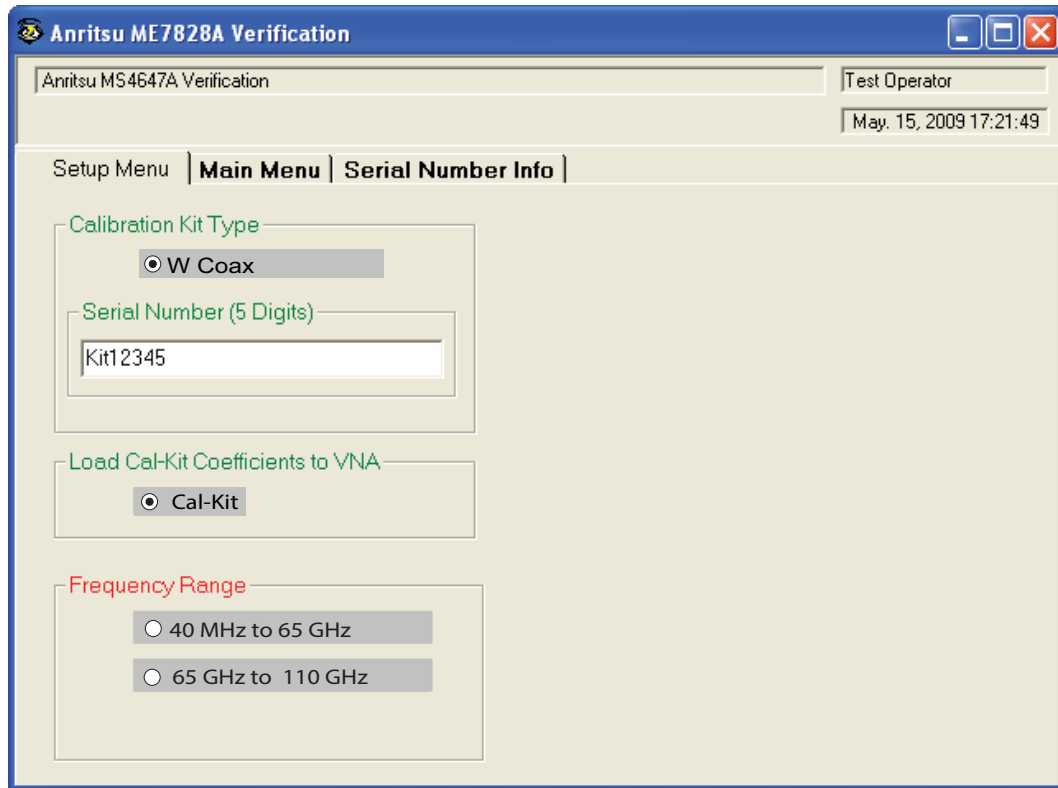 Anritsu ME7828A Verification
Anritsu MS4647A Verification
Test Operator
May. 15, 2009 17:21:49
Setup Menu
Main Menu
Serial Number Info
Calibration Kit Type
W Coax
Serial Number (5 Digits)
Kit12345
Load Cal-Kit Coefficients to VNA
Cal-Kit
Frequency Range
40 MHz to 65 GHz
65 GHz to 110 GHz